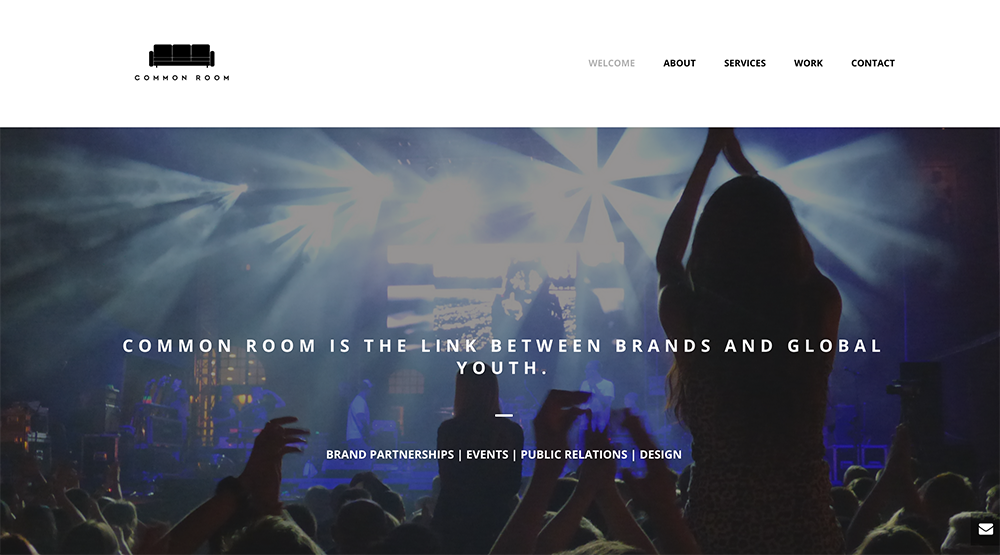 COMMON ROOM
WELCOME
ABOUT
SERVICES
WORK
CONTACT
COMMON ROOM IS THE LINK BETWEEN BRANDS AND GLOBAL
YOUTH.
BRAND PARTNERSHIPS | EVENTS | PUBLIC RELATIONS | DESIGN